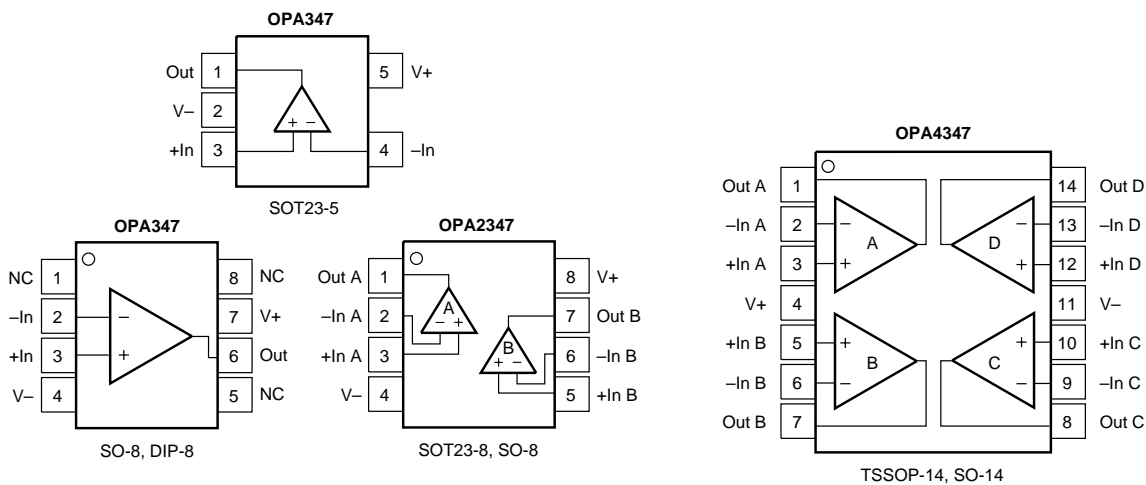 OPA347
Out 1 5 V+
V– 2
+ –
+In 3 4 –In
SOT23-5
OPA347
NC 1 8 NC
–In 2 – 7 V+
+In 3 + 6 Out
V– 4 5 NC
SO-8, DIP-8
OPA2347
Out A 1 8 V+
A
–In A 2 – + 7 Out B
B
+In A 3 + – 6 –In B
V– 4 5 +In B
SOT23-8, SO-8
OPA4347
Out A 1 14 Out D
–In A 2 – – 13 –In D
A D
+In A 3 + + 12 +In D
V+ 4 11 V–
+In B 5 + + 10 +In C
B C
–In B 6 – – 9 –In C
Out B 7 8 Out C
TSSOP-14, SO-14